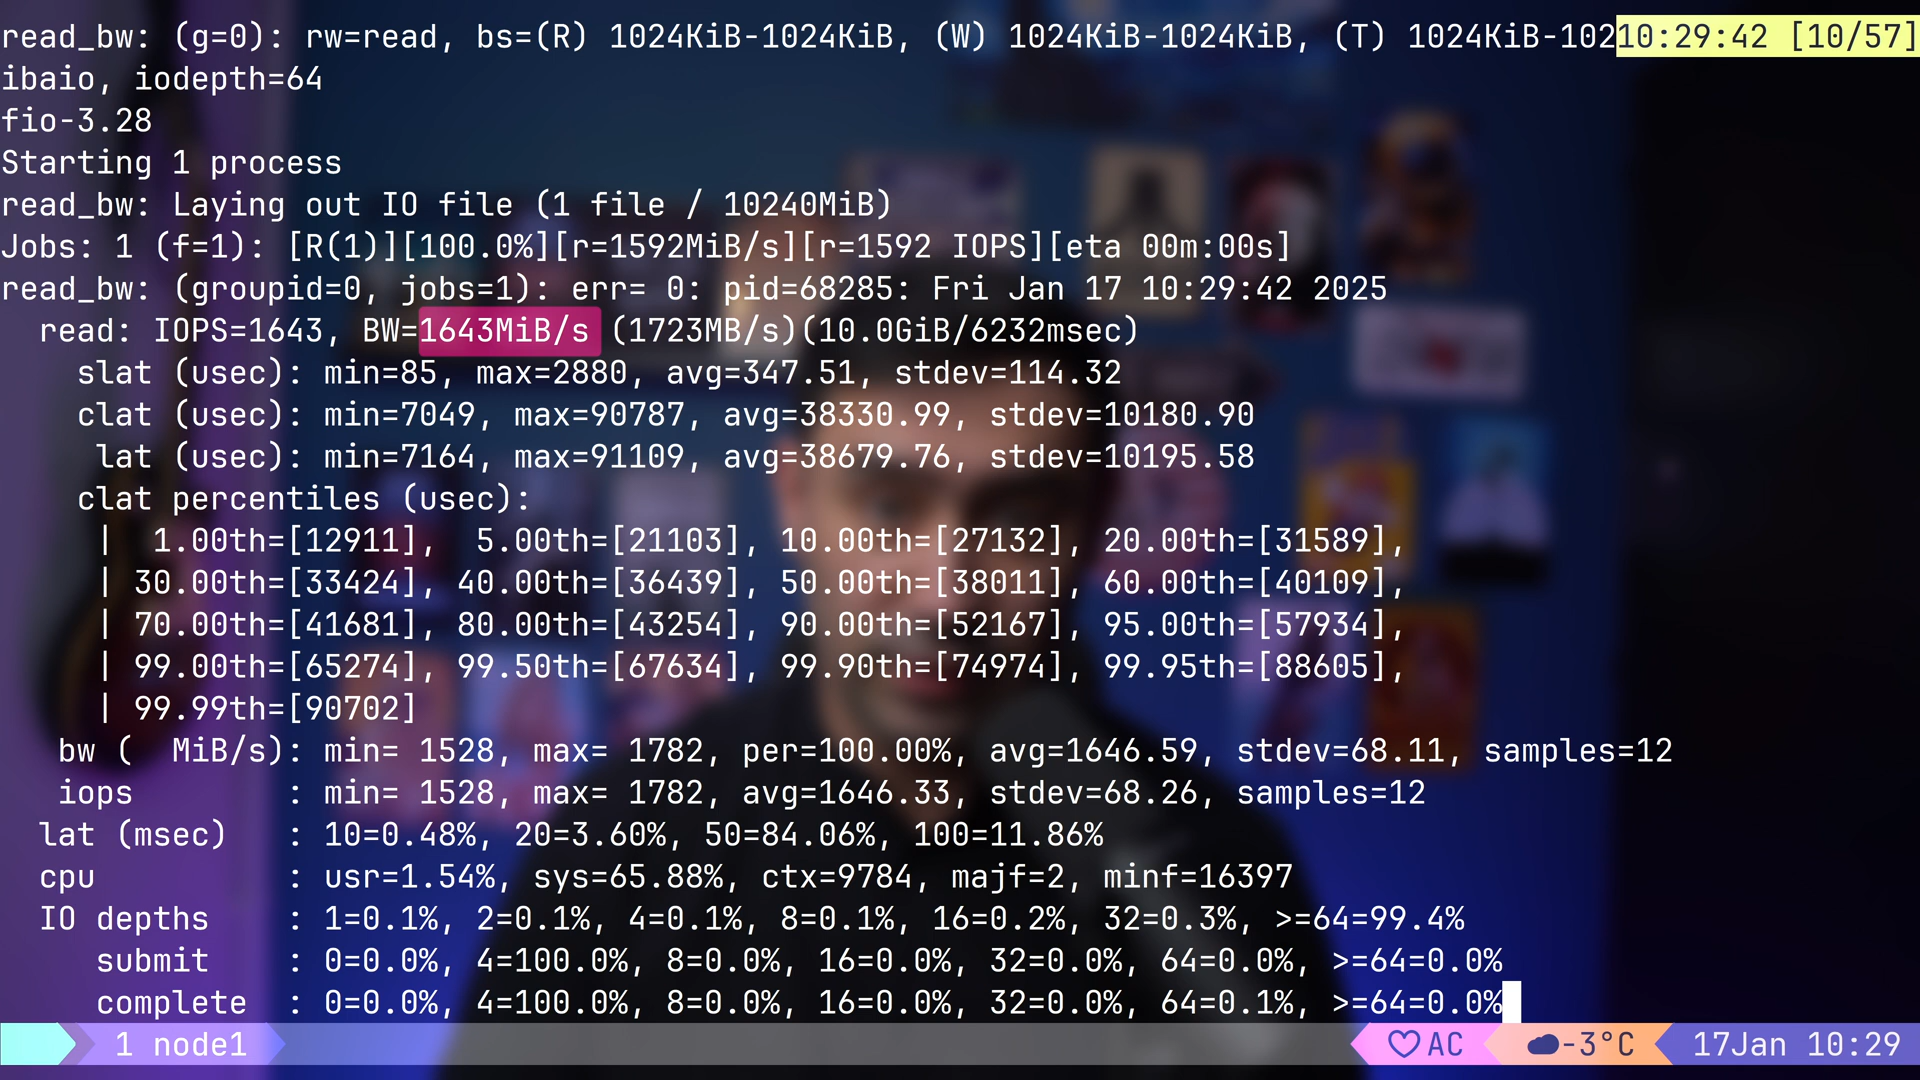 read_bw: (g=0): rw=read, bs=(R) 1024KiB-1024KiB, (W) 1024KiB-1024KiB, (T) 1024KiB-10210:29:42 [10/57]
ibaio, iodepth=64
fio-3.28
Starting 1 process
read_bw: Laying out IO file (1 file / 10240MiB)
Jobs: 1 (f=1): [R(1)][100.0%][r=1592MiB/s][r=1592 IOPS][eta 00m:00s]
read_bw: (groupid=0, jobs=1): err= 0: pid=68285: Fri Jan 17 10:29:42 2025
read: IOPS=1643, BW=1643MiB/s (1723MB/s)(10.0GiB/6232msec)
slat (usec): min=85, max=2880, avg=347.51, stdev=114.32
clat (usec): min=7049, max=90787, avg=38330.99, stdev=10180.90
lat (usec): min=7164, max=91109, avg=38679.76, stdev=10195.58
clat percentiles (usec):
|  1.00th=[12911],  5.00th=[21103], 10.00th=[27132], 20.00th=[31589],
| 30.00th=[33424], 40.00th=[36439], 50.00th=[38011], 60.00th=[40109],
| 70.00th=[41681], 80.00th=[43254], 90.00th=[52167], 95.00th=[57934],
| 99.00th=[65274], 99.50th=[67634], 99.90th=[74974], 99.95th=[88605],
| 99.99th=[90702]
bw (  MiB/s): min= 1528, max= 1782, per=100.00%, avg=1646.59, stdev=68.11, samples=12
iops        : min= 1528, max= 1782, avg=1646.33, stdev=68.26, samples=12
lat (msec)   : 10=0.48%, 20=3.60%, 50=84.06%, 100=11.86%
cpu          : usr=1.54%, sys=65.88%, ctx=9784, majf=2, minf=16397
IO depths    : 1=0.1%, 2=0.1%, 4=0.1%, 8=0.1%, 16=0.2%, 32=0.3%, >=64=99.4%
submit    : 0=0.0%, 4=100.0%, 8=0.0%, 16=0.0%, 32=0.0%, 64=0.0%, >=64=0.0%
complete  : 0=0.0%, 4=100.0%, 8=0.0%, 16=0.0%, 32=0.0%, 64=0.1%, >=64=0.0%
1 node1 AC -3°C 17Jan 10:29